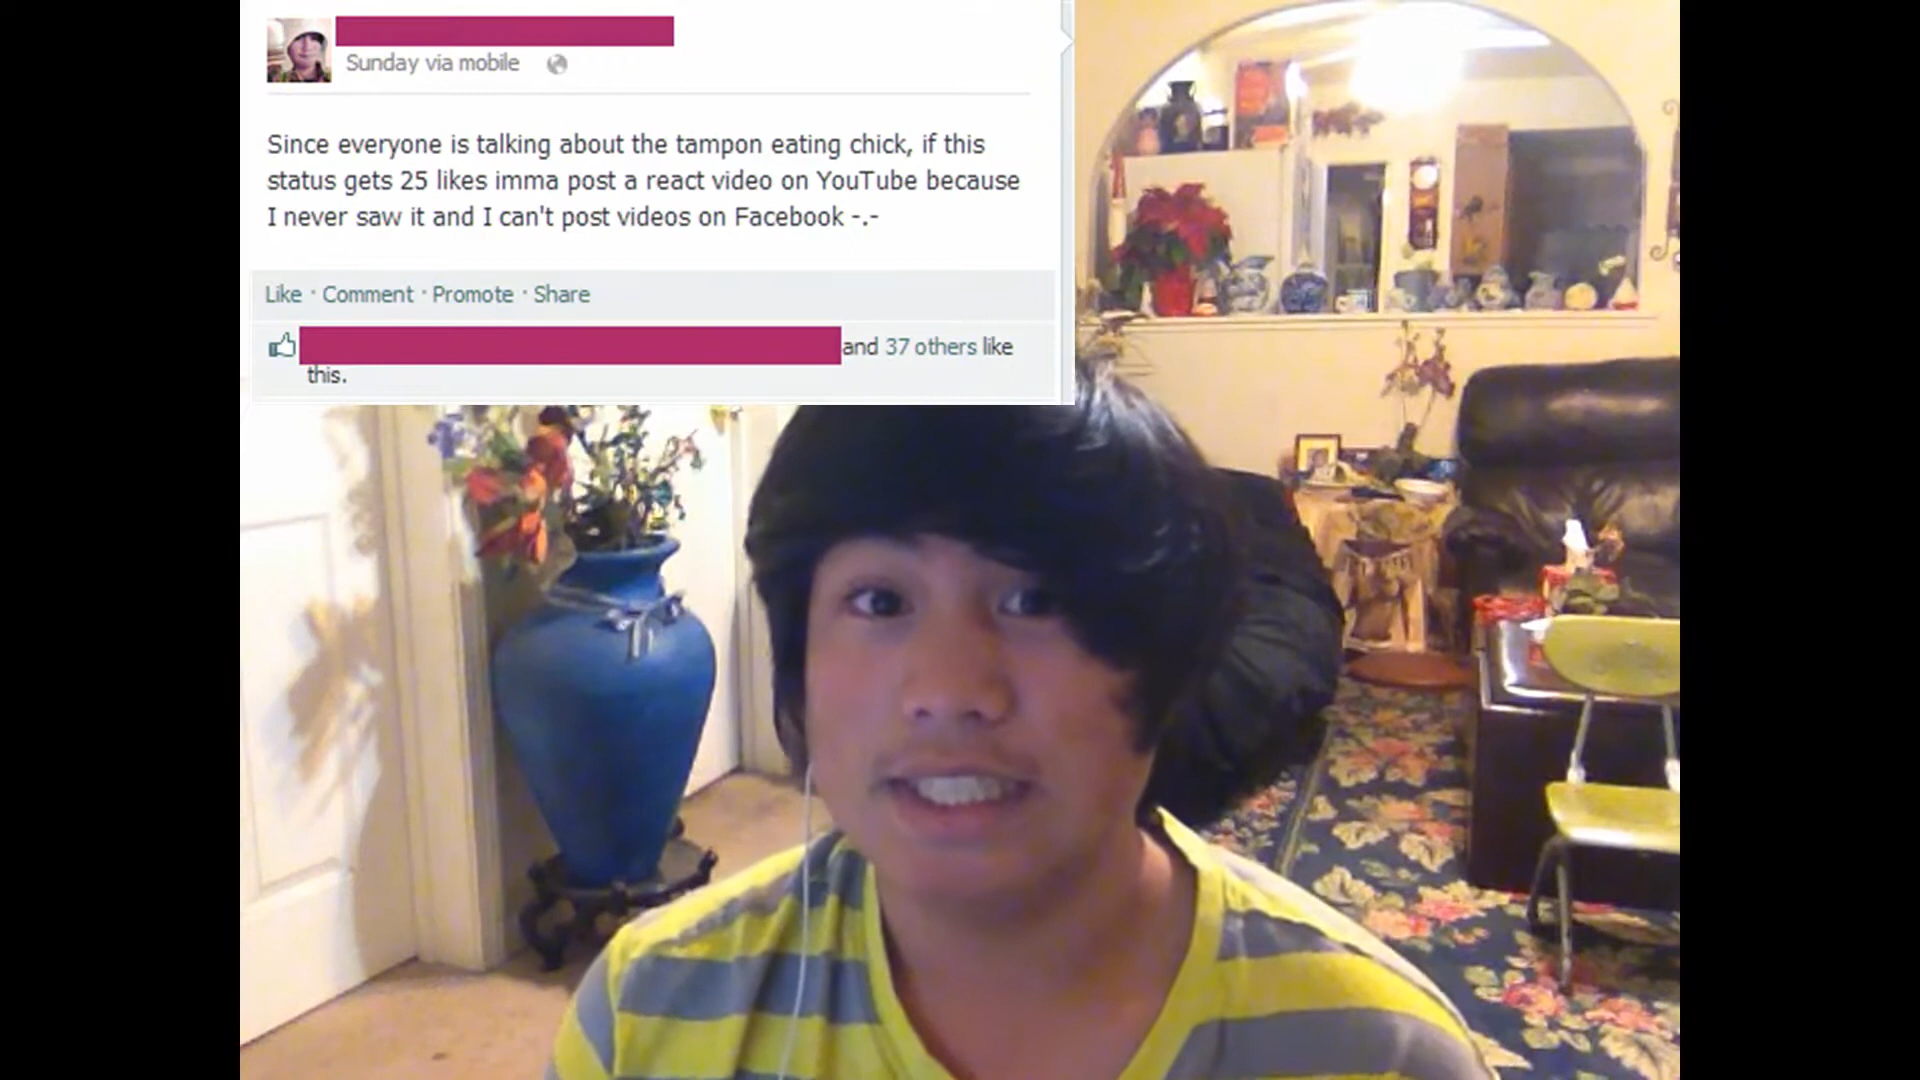 Sunday via mobile
Since everyone is talking about the tampon eating chick, if this
status gets 25 likes imma post a react video on YouTube because
I never saw it and I can't post videos on Facebook -.-
Like · Comment · Promote · Share
and 37 others like
this.